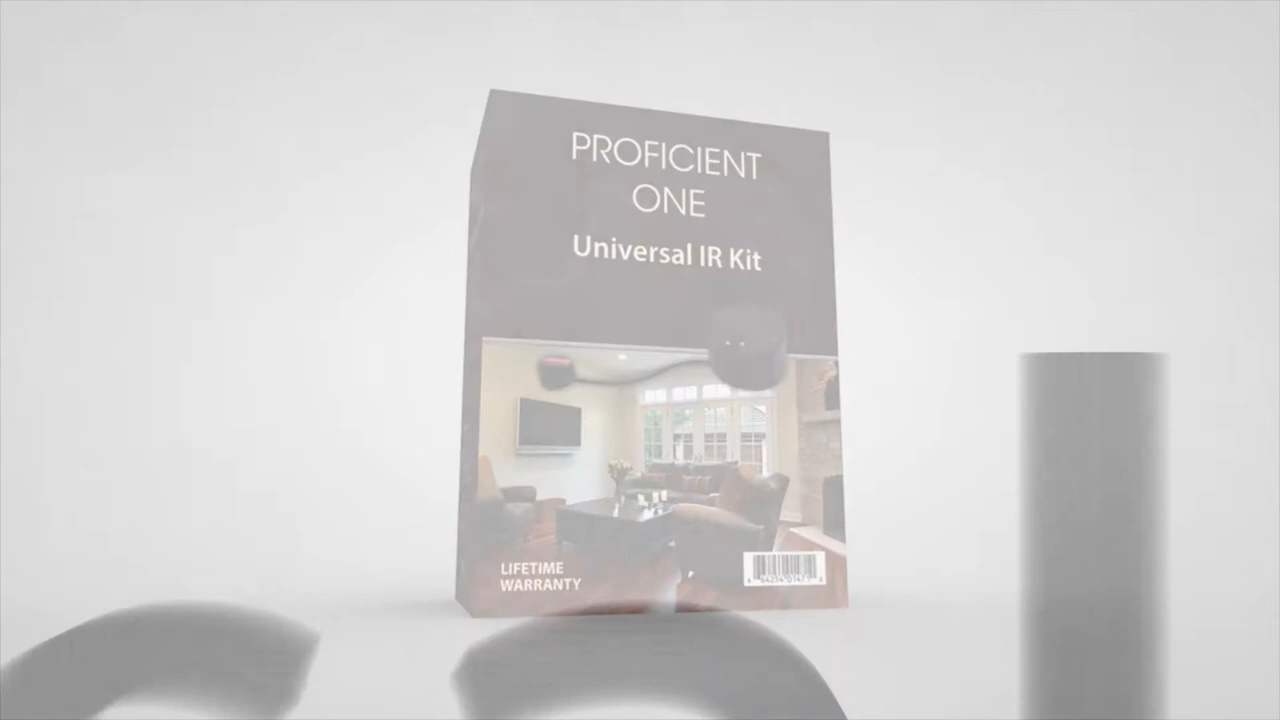 PROFICIENT
ONE
Universal IR Kit
LIFETIME
WARRANTY